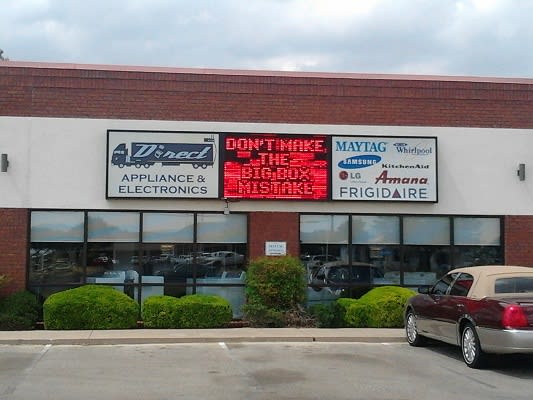 Direct
APPLIANCE &
ELECTRONICS
DON'T MAKE
THE
BIG BOX
MISTAKE
MAYTAG Whirlpool
SAMSUNG KitchenAid
LG Amana
FRIGIDAIRE